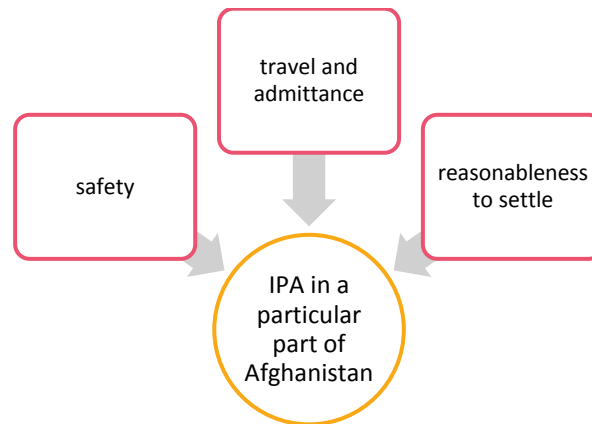 travel and
admittance
safety
reasonableness
to settle
IPA in a
particular
part of
Afghanistan